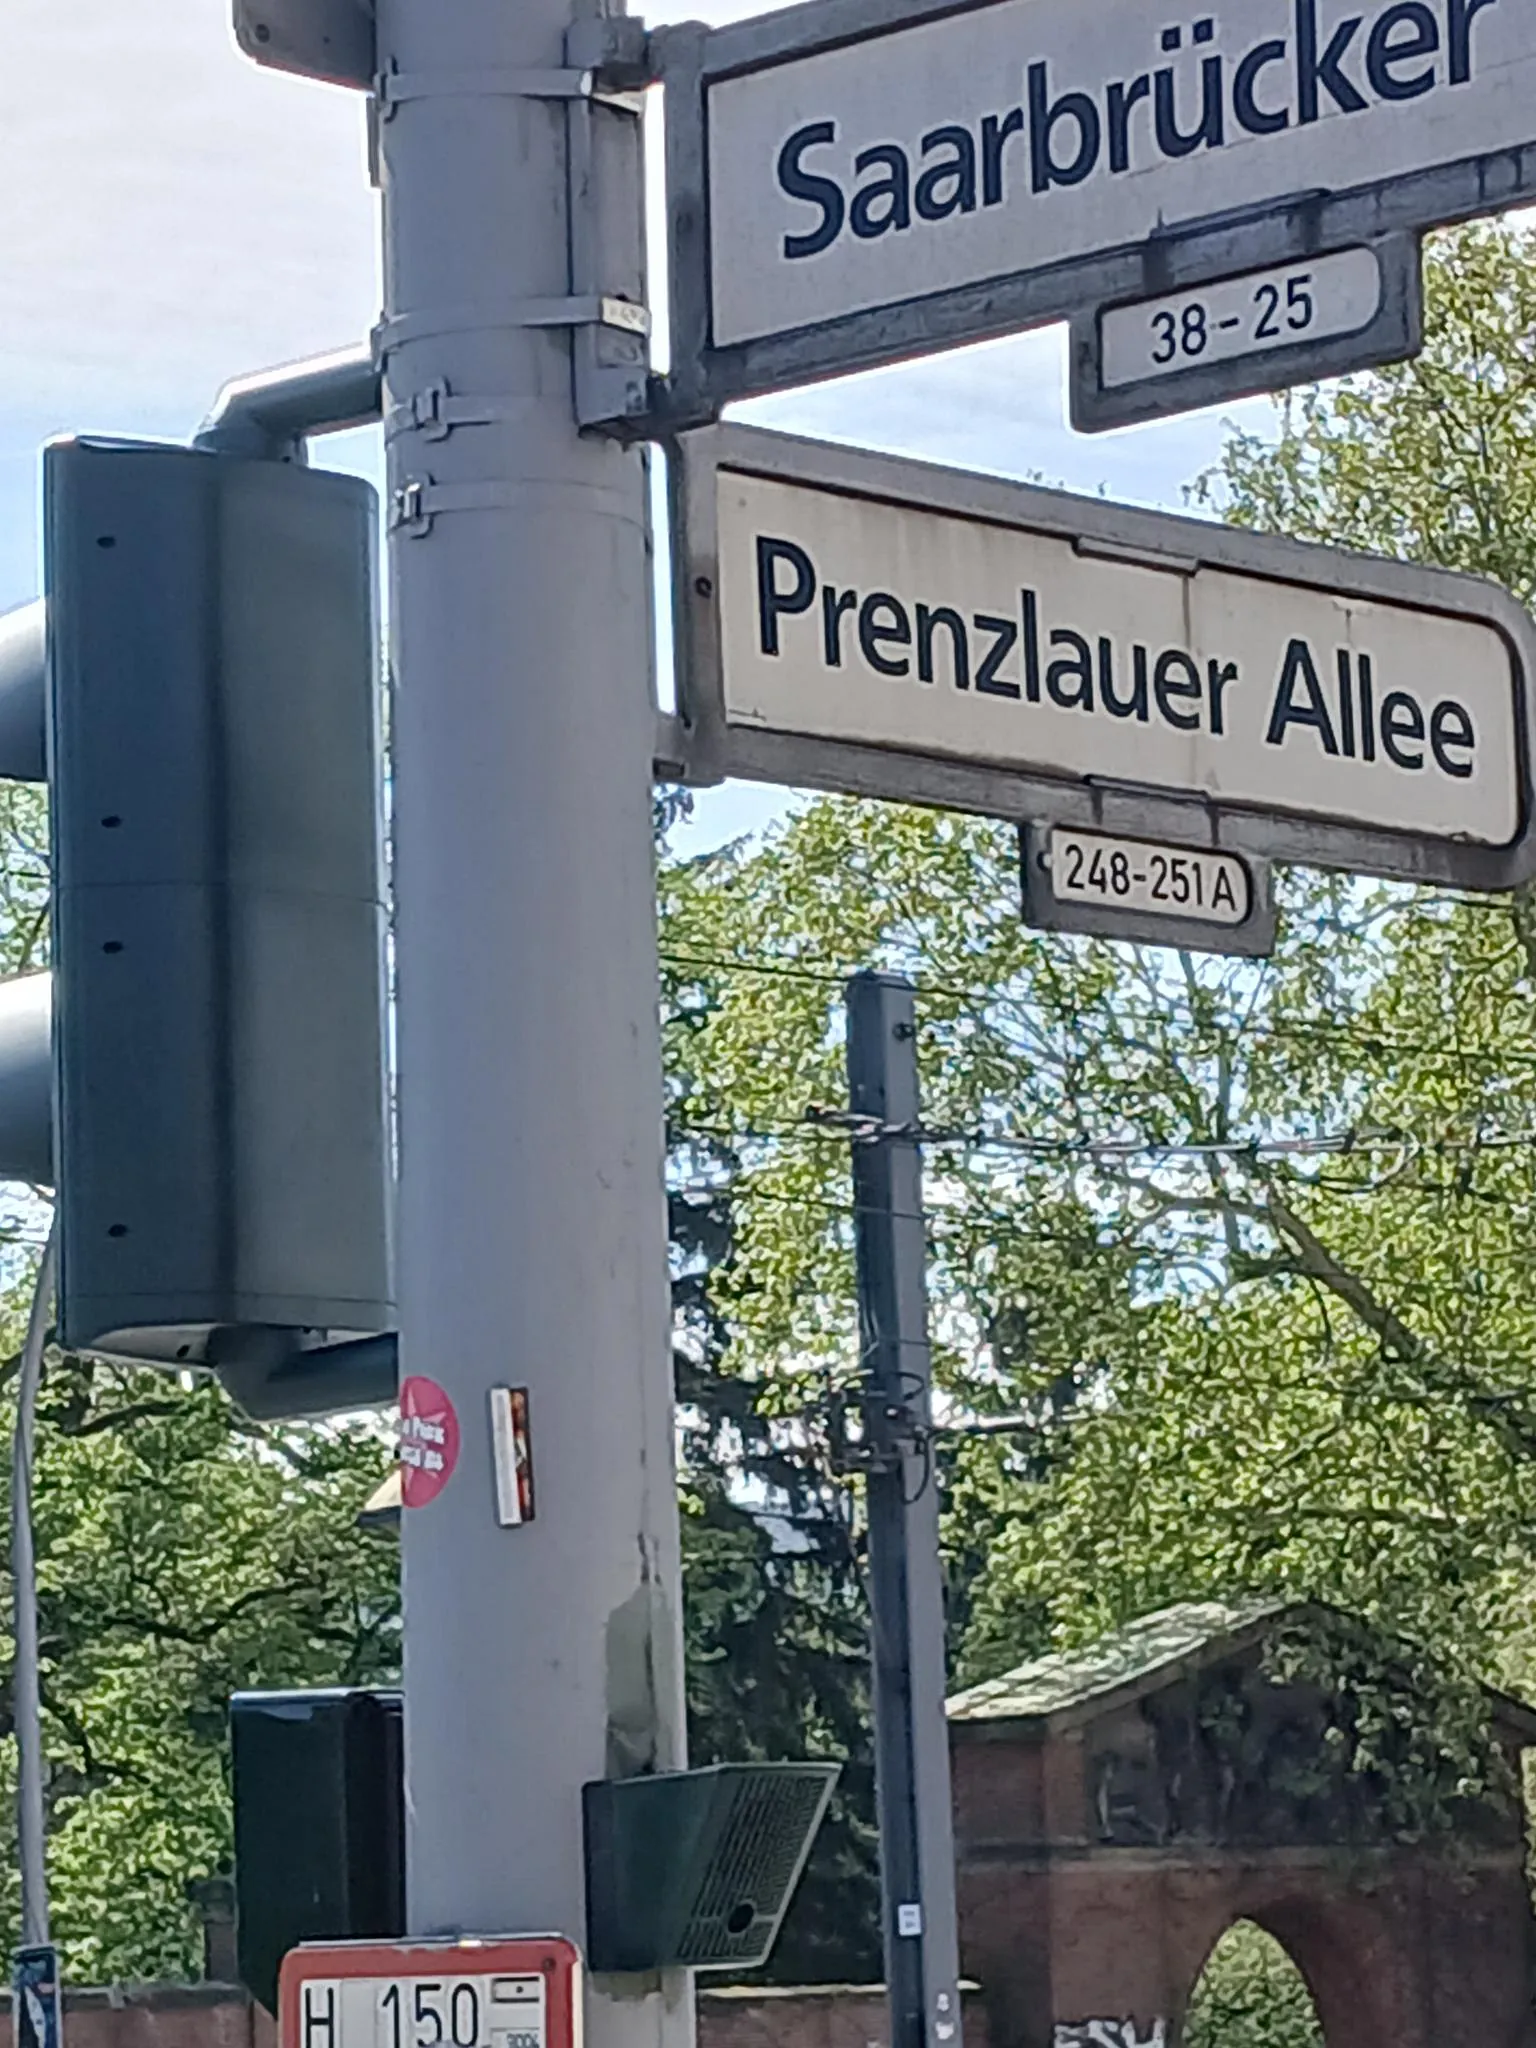 Saarbrücker
38-25
Prenzlauer Allee
248-251A
H 150